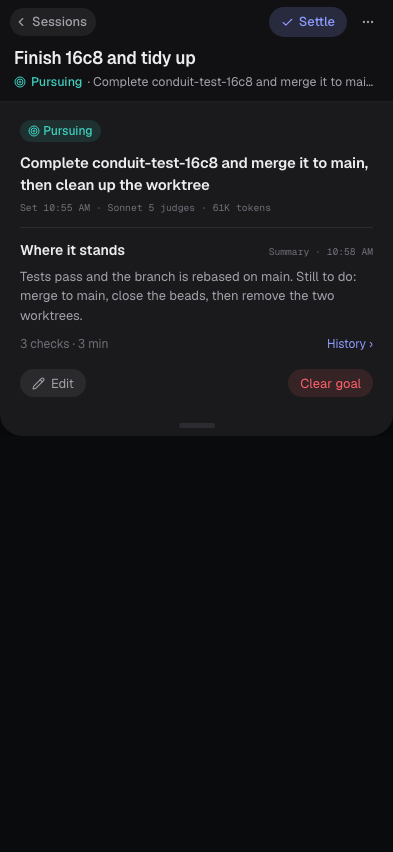 Sessions
Settle
Finish 16c8 and tidy up
Pursuing · Complete conduit-test-16c8 and merge it to mai…
Pursuing
Complete conduit-test-16c8 and merge it to main,
then clean up the worktree
Set 10:55 AM · Sonnet 5 judges · 61K tokens
Where it stands
Summary · 10:58 AM
Tests pass and the branch is rebased on main. Still to do:
merge to main, close the beads, then remove the two
worktrees.
3 checks · 3 min
History ›
Edit
Clear goal